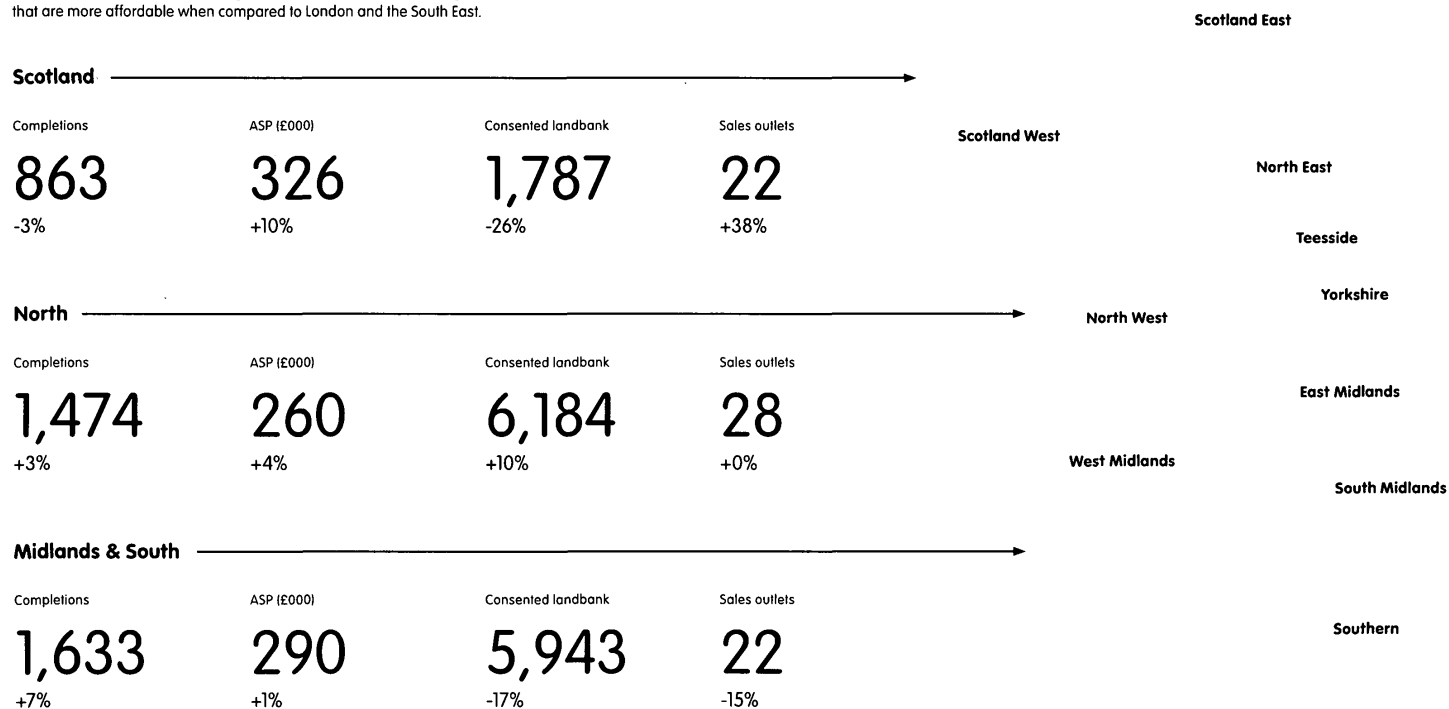 that are more affordable when compared to London and the South East.
Scotland
Completions ASP (£000) Consented landbank Sales outlets
863 326 1,787 22
-3% +10% -26% +38%
North
Completions ASP (£000) Consented landbank Sales outlets
1,474 260 6,184 28
+3% +4% +10% +0%
Midlands & South
Completions ASP (£000) Consented landbank Sales outlets
1,633 290 5,943 22
+7% +1% -17% -15%
Scotland East
Scotland West
North East
Teesside
Yorkshire
North West
East Midlands
West Midlands
South Midlands
Southern